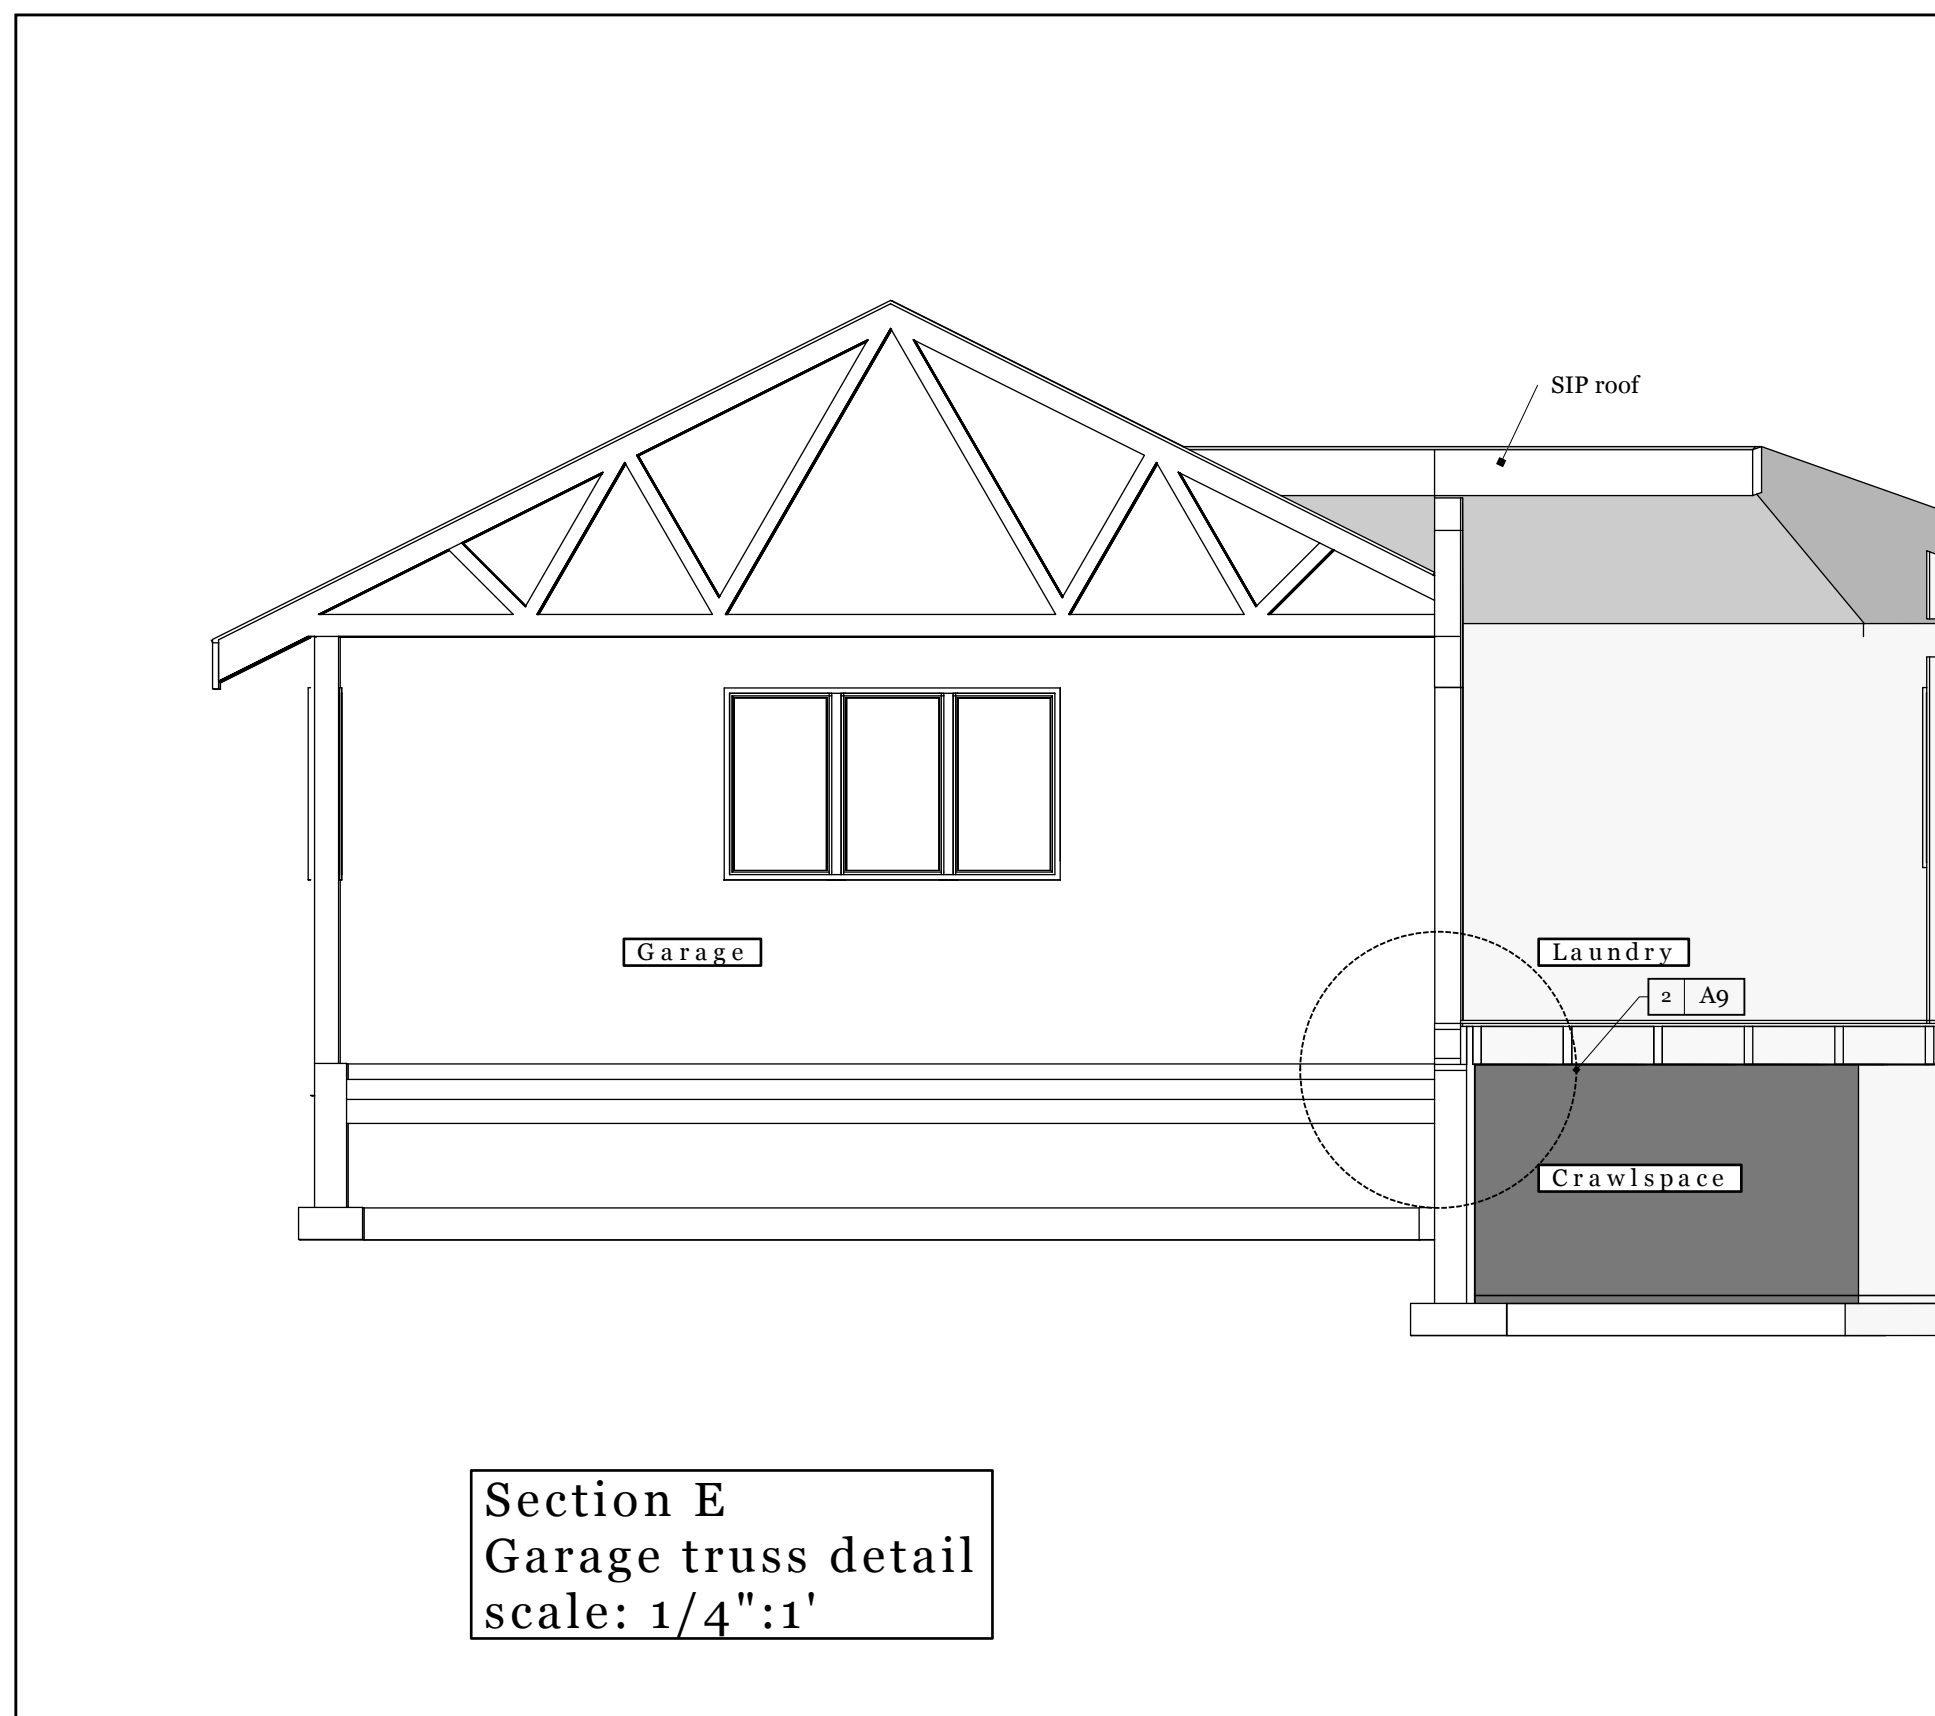 SIP roof
Garage
Laundry
2 A9
Crawlspace
Section E
Garage truss detail
scale: 1/4":1'